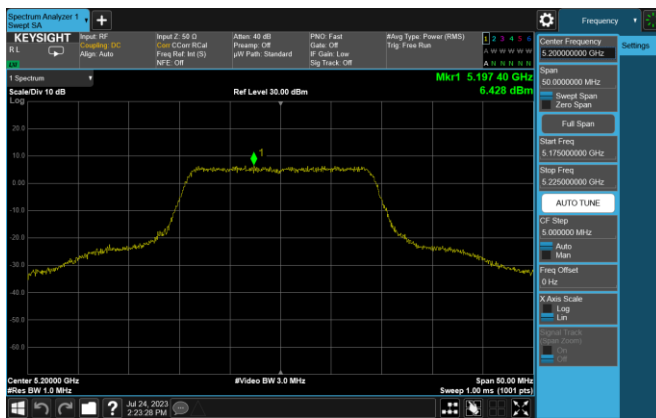 Spectrum Analyzer 1
Swept SA
+
Frequency
KEYSIGHT
RL
LXI
Input: RF
Coupling: DC
Align: Auto
Input Z: 50 Ω
Corr CCorr RCal
Freq Ref: Int (S)
NFE: Off
Atten: 40 dB
Preamp: Off
µW Path: Standard
PNO: Fast
Gate: Off
IF Gain: Low
Sig Track: Off
#Avg Type: Power (RMS)
Trig: Free Run
1 2 3 4 5 6
A W W W W W
A N N N N N
1 Spectrum
Scale/Div 10 dB
Log
Ref Level 30.00 dBm
Mkr1 5.197 40 GHz
6.428 dBm
20.0
10.0
0.00
-10.0
-20.0
-30.0
-40.0
-50.0
-60.0
1
Center 5.20000 GHz
#Res BW 1.0 MHz
#Video BW 3.0 MHz
Span 50.00 MHz
Sweep 1.00 ms (1001 pts)
Center Frequency
5.200000000 GHz
Settings
Span
50.0000000 MHz
Swept Span
Zero Span
Full Span
Start Freq
5.175000000 GHz
Stop Freq
5.225000000 GHz
AUTO TUNE
CF Step
5.000000 MHz
Auto
Man
Freq Offset
0 Hz
X Axis Scale
Log
Lin
Signal Track
(Span Zoom)
On
Off
?
Jul 24, 2023
2:23:28 PM